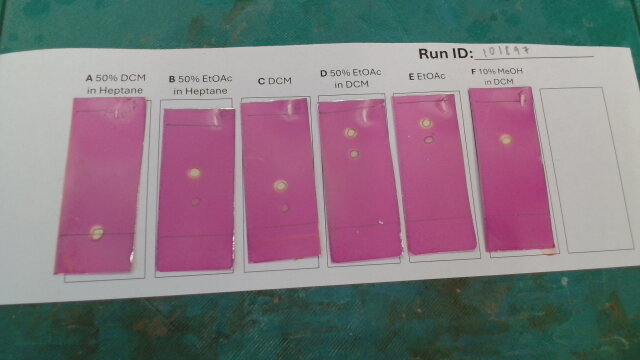 Run ID: 101897
A 50% DCM
in Heptane
B 50% EtOAc
in Heptane
C DCM
D 50% EtOAc
in DCM
E EtOAc
F 10% MeOH
in DCM